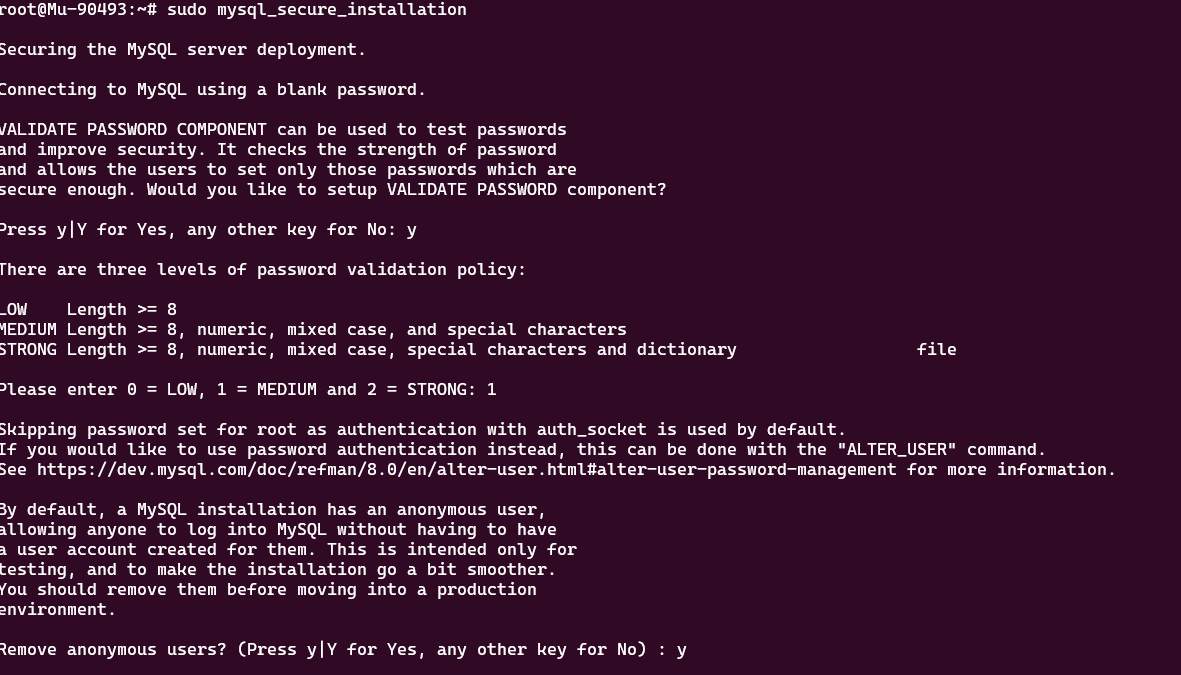 root@Mu-90493:~# sudo mysql_secure_installation
Securing the MySQL server deployment.
Connecting to MySQL using a blank password.
VALIDATE PASSWORD COMPONENT can be used to test passwords
and improve security. It checks the strength of password
and allows the users to set only those passwords which are
secure enough. Would you like to setup VALIDATE PASSWORD component?
Press y|Y for Yes, any other key for No: y
There are three levels of password validation policy:
LOW    Length >= 8
MEDIUM Length >= 8, numeric, mixed case, and special characters
STRONG Length >= 8, numeric, mixed case, special characters and dictionary                  file
Please enter 0 = LOW, 1 = MEDIUM and 2 = STRONG: 1
Skipping password set for root as authentication with auth_socket is used by default.
If you would like to use password authentication instead, this can be done with the "ALTER_USER" command.
See https://dev.mysql.com/doc/refman/8.0/en/alter-user.html#alter-user-password-management for more information.
By default, a MySQL installation has an anonymous user,
allowing anyone to log into MySQL without having to have
a user account created for them. This is intended only for
testing, and to make the installation go a bit smoother.
You should remove them before moving into a production
environment.
Remove anonymous users? (Press y|Y for Yes, any other key for No) : y